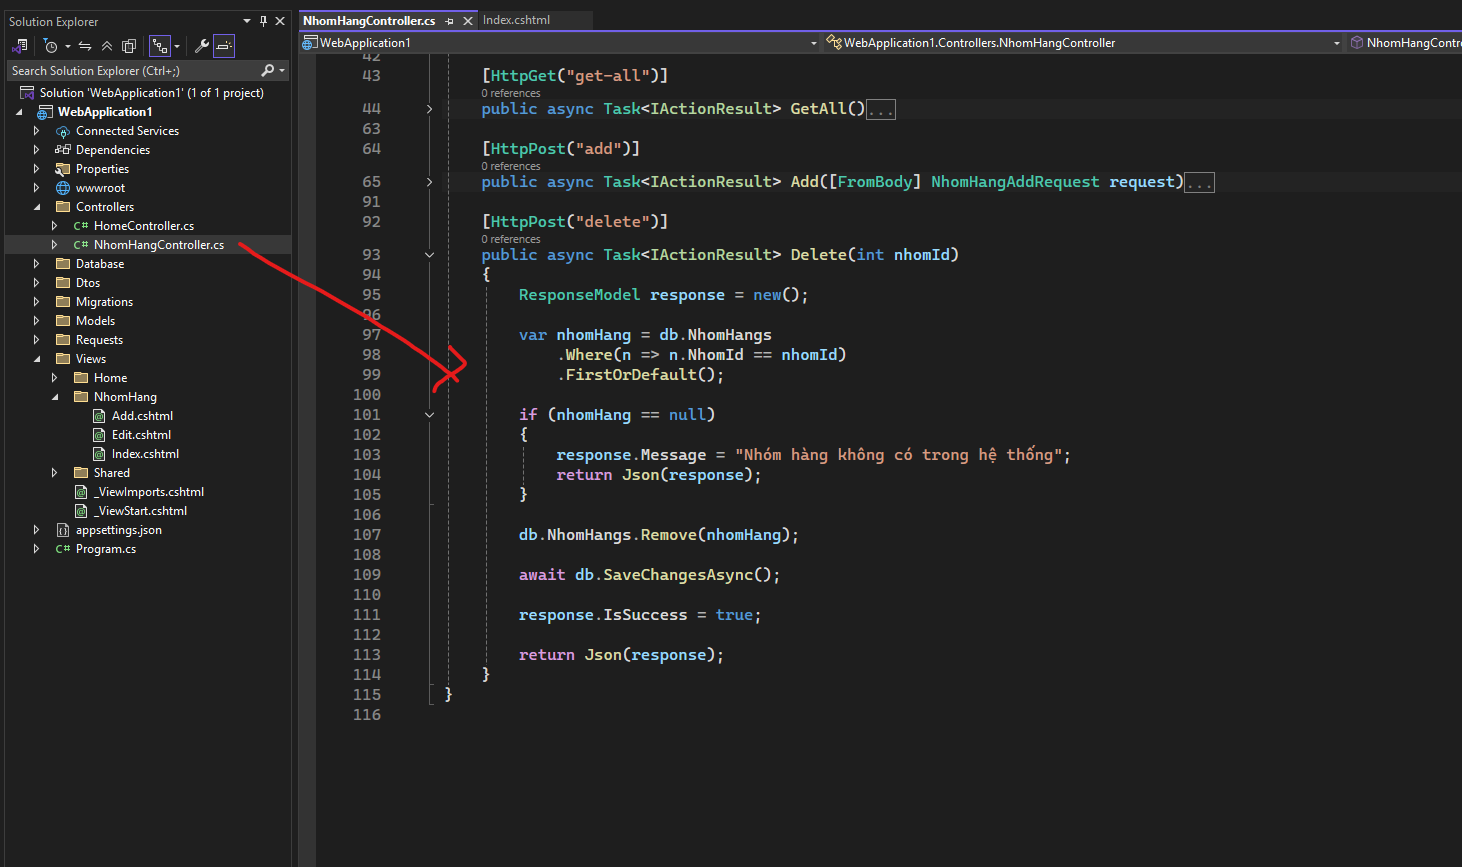 Solution Explorer
Search Solution Explorer (Ctrl+;)
Solution 'WebApplication1' (1 of 1 project)
WebApplication1
Connected Services
Dependencies
Properties
wwwroot
Controllers
C# HomeController.cs
C# NhomHangController.cs
Database
Dtos
Migrations
Models
Requests
Views
Home
NhomHang
Add.cshtml
Edit.cshtml
Index.cshtml
Shared
_ViewImports.cshtml
_ViewStart.cshtml
appsettings.json
C# Program.cs
NhomHangController.cs
Index.cshtml
WebApplication1
WebApplication1.Controllers.NhomHangController
NhomHangContr
42
43 [HttpGet("get-all")]
0 references
44 public async Task<IActionResult> GetAll()...
63
64 [HttpPost("add")]
0 references
65 public async Task<IActionResult> Add([FromBody] NhomHangAddRequest request)...
91
92 [HttpPost("delete")]
0 references
93 public async Task<IActionResult> Delete(int nhomId)
94 {
95 ResponseModel response = new();
96
97 var nhomHang = db.NhomHangs
98 .Where(n => n.NhomId == nhomId)
99 .FirstOrDefault();
100
101 if (nhomHang == null)
102 {
103 response.Message = "Nhóm hàng không có trong hệ thống";
104 return Json(response);
105 }
106
107 db.NhomHangs.Remove(nhomHang);
108
109 await db.SaveChangesAsync();
110
111 response.IsSuccess = true;
112
113 return Json(response);
114 }
115 }
116